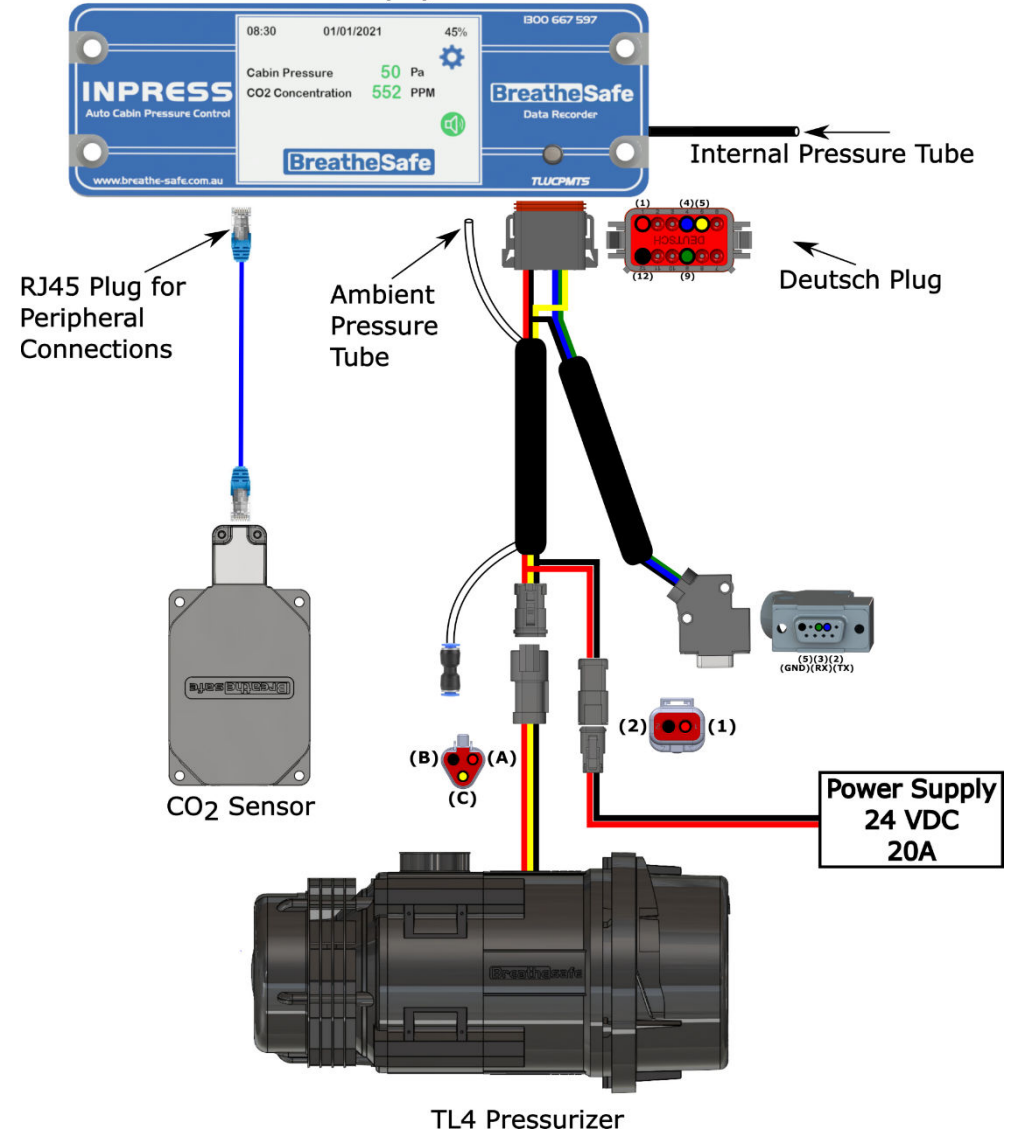 1300 667 597
08:30 01/01/2021 45%
Cabin Pressure 50 Pa
CO2 Concentration 552 PPM
INPRESS
Auto Cabin Pressure Control
BreatheSafe
Data Recorder
BreatheSafe
www.breathe-safe.com.au
TLUCPMTS
Internal Pressure Tube
(1) (4)(5)
DEUTSCH
(12) (9)
Deutsch Plug
RJ45 Plug for
Peripheral
Connections
Ambient
Pressure
Tube
(5)(3)(2)
(GND)(RX)(TX)
Breathesafe
(2) (1)
(B) (A)
(C)
CO2 Sensor
Power Supply
24 VDC
20A
Breathesafe
TL4 Pressurizer